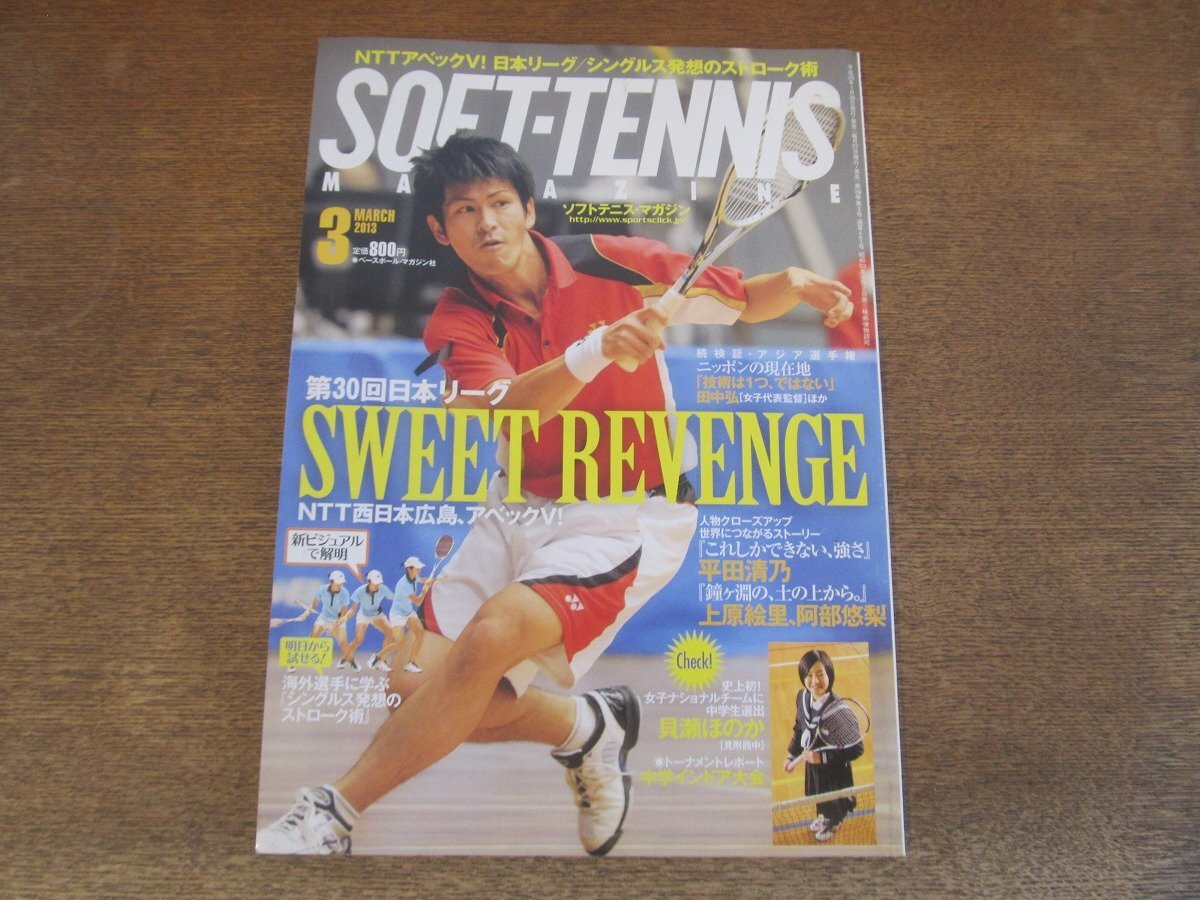 NTTアベックV! 日本リーグ/シングルス発想のストローク術
SOFT-TENNIS
MAGAZINE
ソフトテニス・マガジン
http://www.sportsclick.jp/
3
MARCH
2013
定価800円
●ベースボール・マガジン社
続検証・アジア選手権
ニッポンの現在地
「技術は1つ、ではない」
田中弘[女子代表監督]ほか
第30回日本リーグ
SWEET REVENGE
NTT西日本広島、アベックV!
人物クローズアップ
世界につながるストーリー
『これしかできない、強さ』
平田清乃
『鐘ヶ淵の、土の上から。』
上原絵里、阿部悠梨
新ビジュアル
で解明
明日から
試せる!
海外選手に学ぶ
『シングルス発想の
ストローク術』
Check!
史上初!
女子ナショナルチームに
中学生選出
貝瀬ほのか
[見附西中]
●トーナメントレポート
中学インドア大会